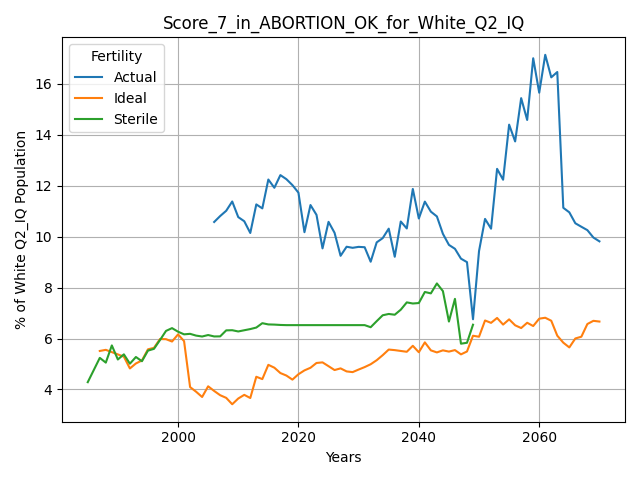 Score_7_in_ABORTION_OK_for_White_Q2_IQ
Fertility
Actual
Ideal
Sterile
% of White Q2_IQ Population
16
14
12
10
8
6
4
2000 2020 2040 2060
Years